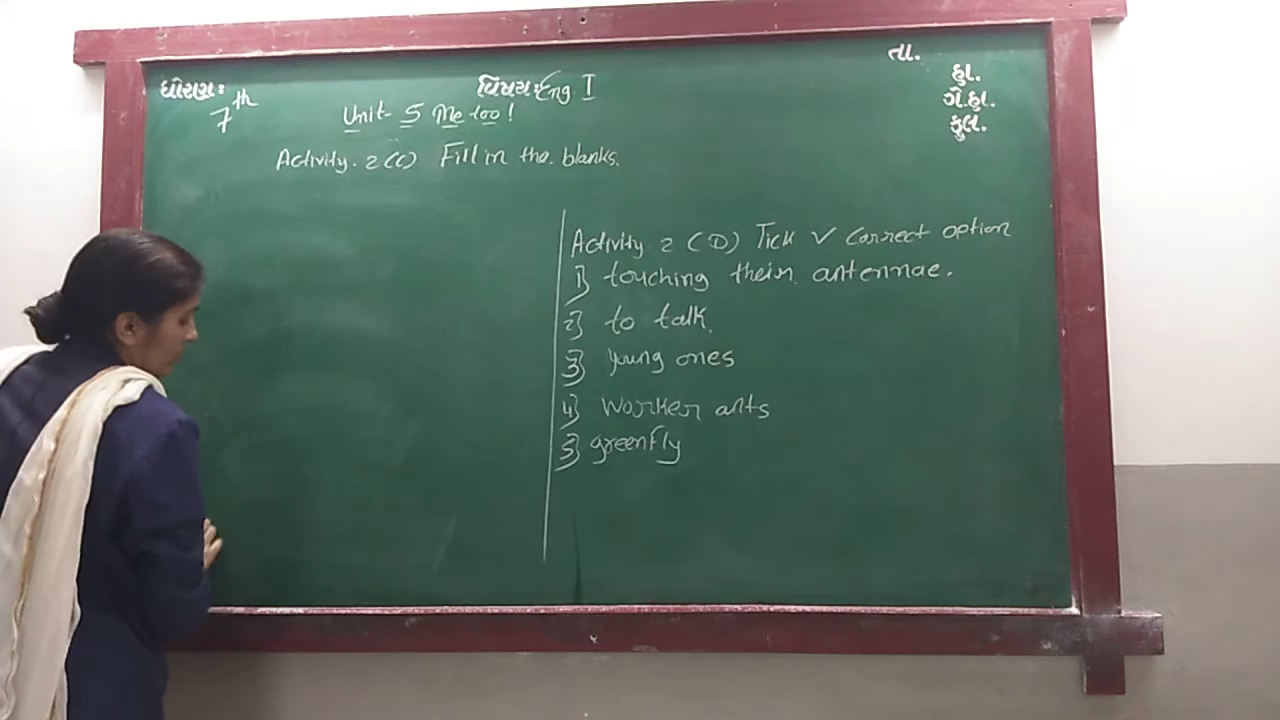 ધોરણ:
7th
વિષય: Eng I
તા.
હા.
ગે.હા.
કુલ.
Unit- 5 Me too!
Activity. 2 (C) Fill in the. blanks.
Activity 2 (D) Tick ✓ Correct option
1) touching their antennae.
2) to talk.
3) young ones
4) worker ants
5) greenfly